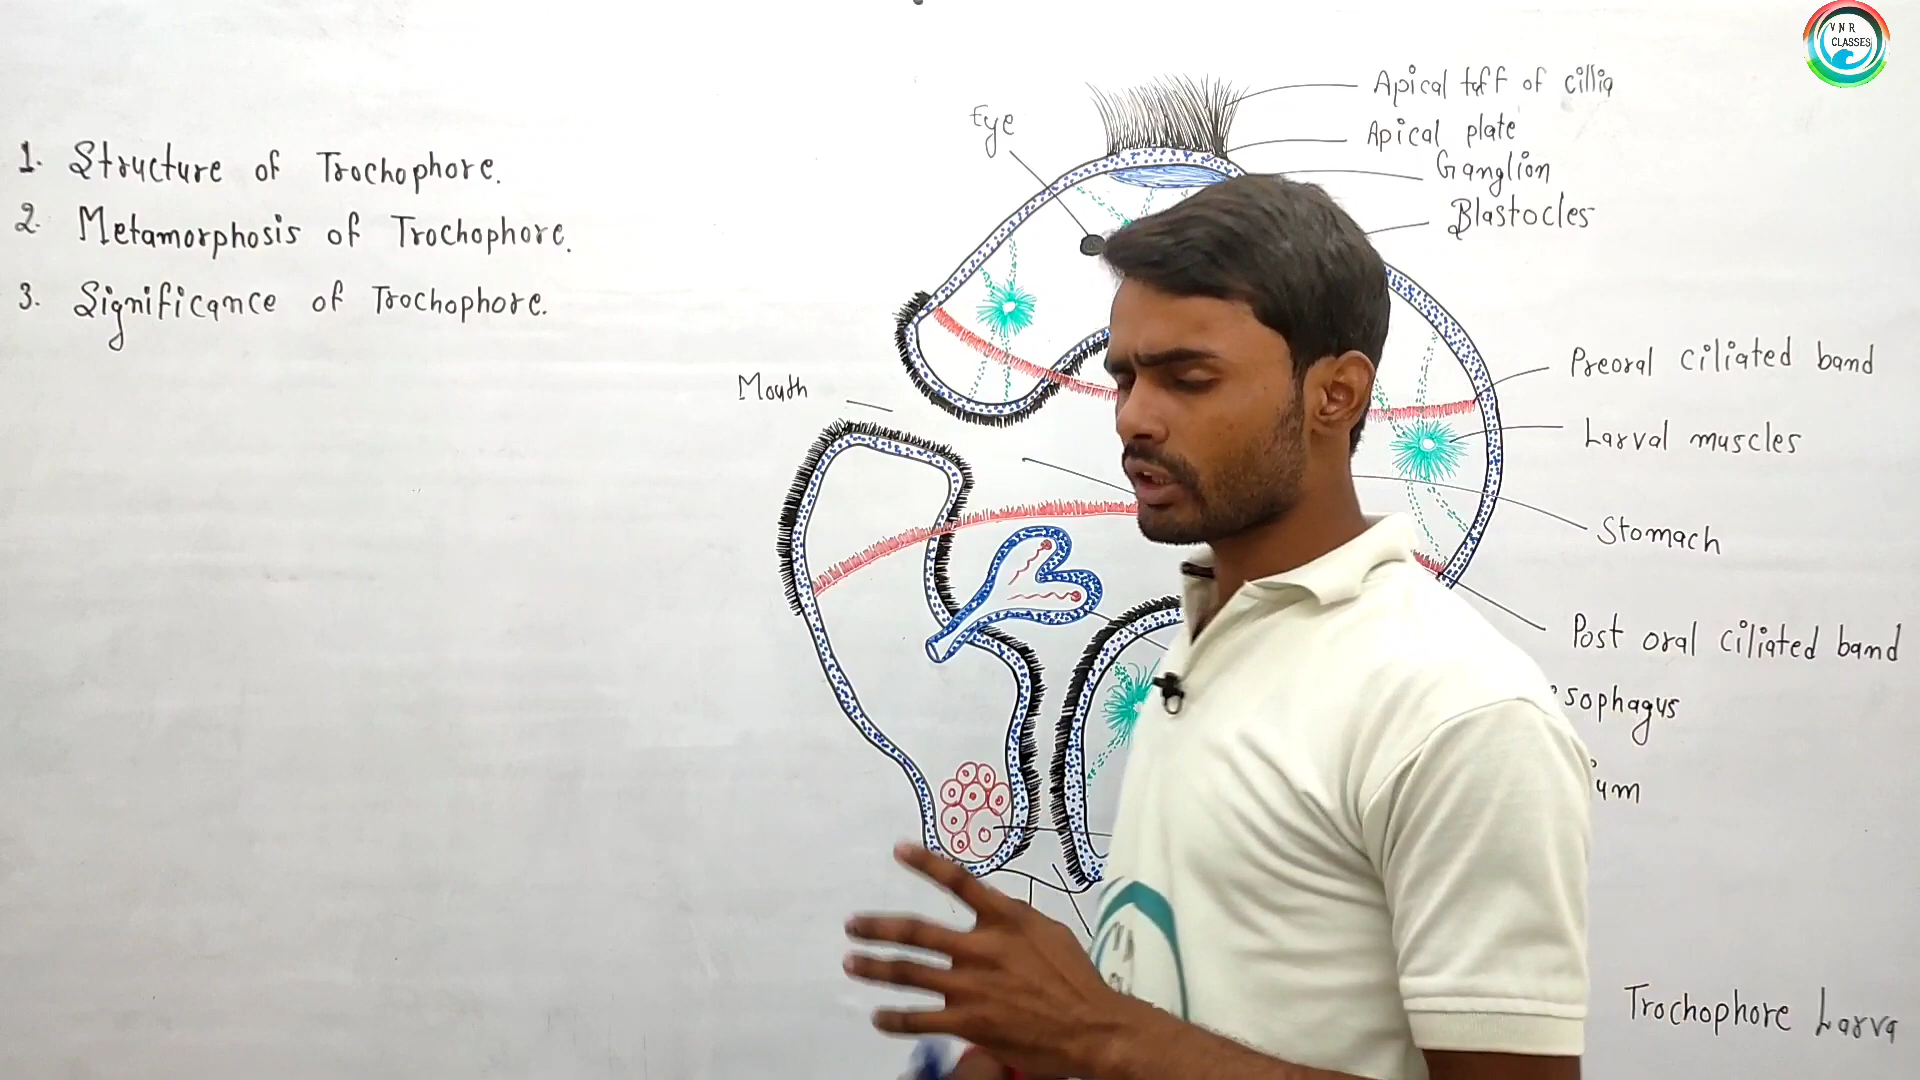 VNR
CLASSES
1. Structure of Trochophore.
2. Metamorphosis of Trochophore.
3. Significance of Trochophore.
Eye
Mouth
Apical tuff of cillia
Apical plate
Ganglion
Blastocles
Preoral ciliated band
Larval muscles
Stomach
Post oral ciliated band
sophagus
Trochophore Larva